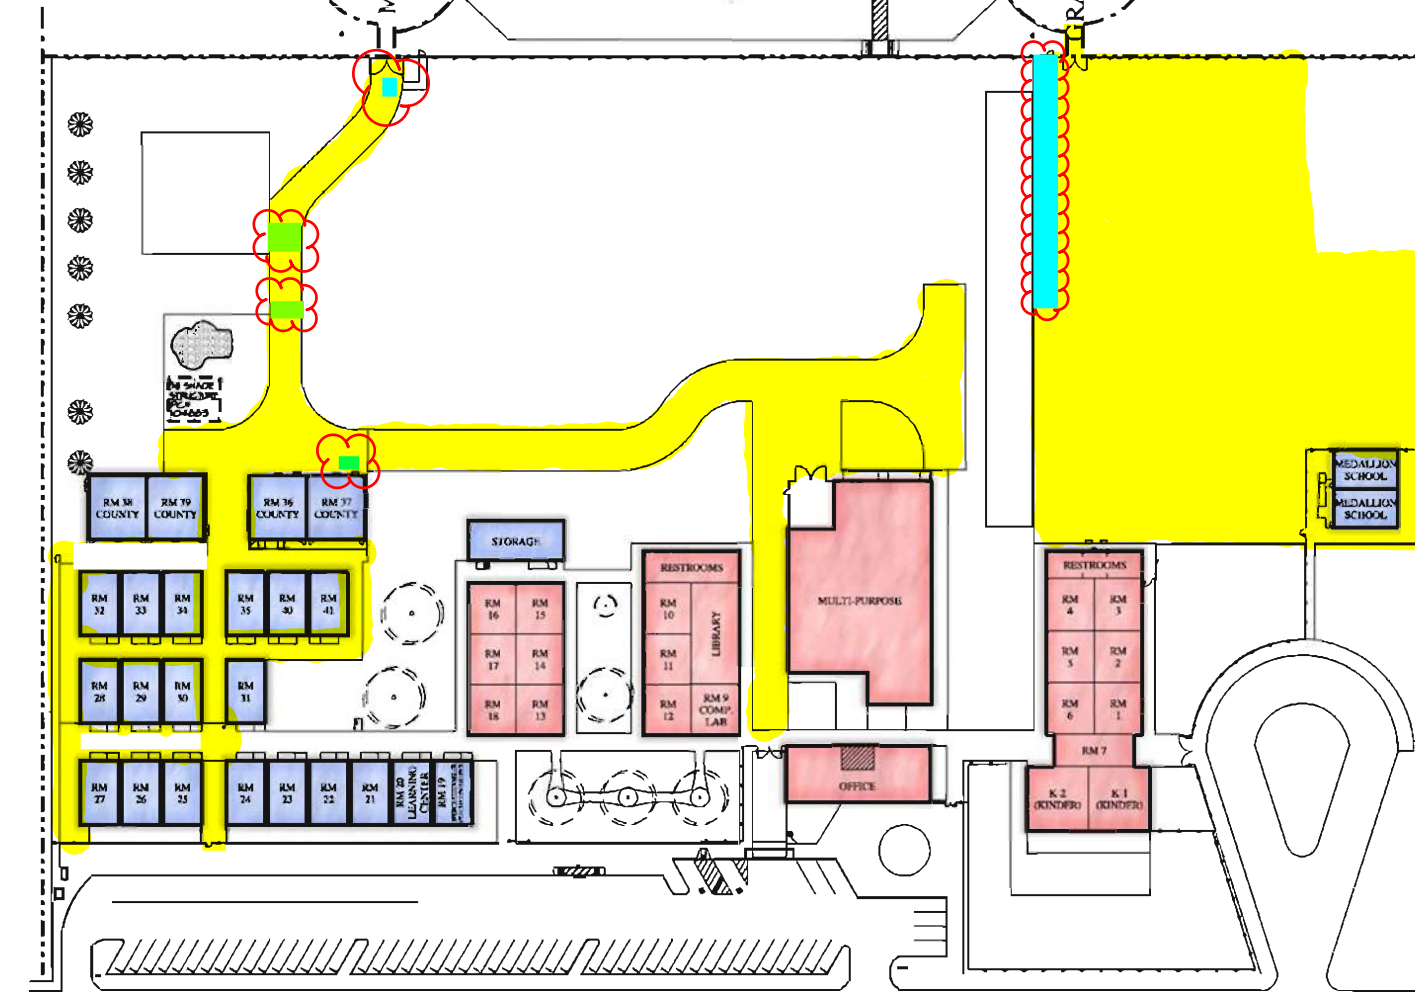 M
RA
MEDALLION
SCHOOL
MEDALLION
SCHOOL
RM 38
COUNTY
RM 39
COUNTY
RM 36
COUNTY
RM 37
COUNTY
STORAGE
RESTROOMS
RM
10
RM
11
RM
12
LIBRARY
RM 9
COMP.
LAB
MULTI-PURPOSE
RESTROOMS
RM
4
RM
3
RM
5
RM
2
RM
6
RM
1
RM 7
K 2
(KINDER)
K 1
(KINDER)
RM
32
RM
33
RM
34
RM
35
RM
40
RM
41
RM
16
RM
15
RM
17
RM
14
RM
18
RM
13
RM
28
RM
29
RM
30
RM
31
RM
27
RM
26
RM
25
RM
24
RM
23
RM
22
RM
21
RM 20
LEARNING
CENTER
RM 19
OFFICE
SHADE
STRUCTURE